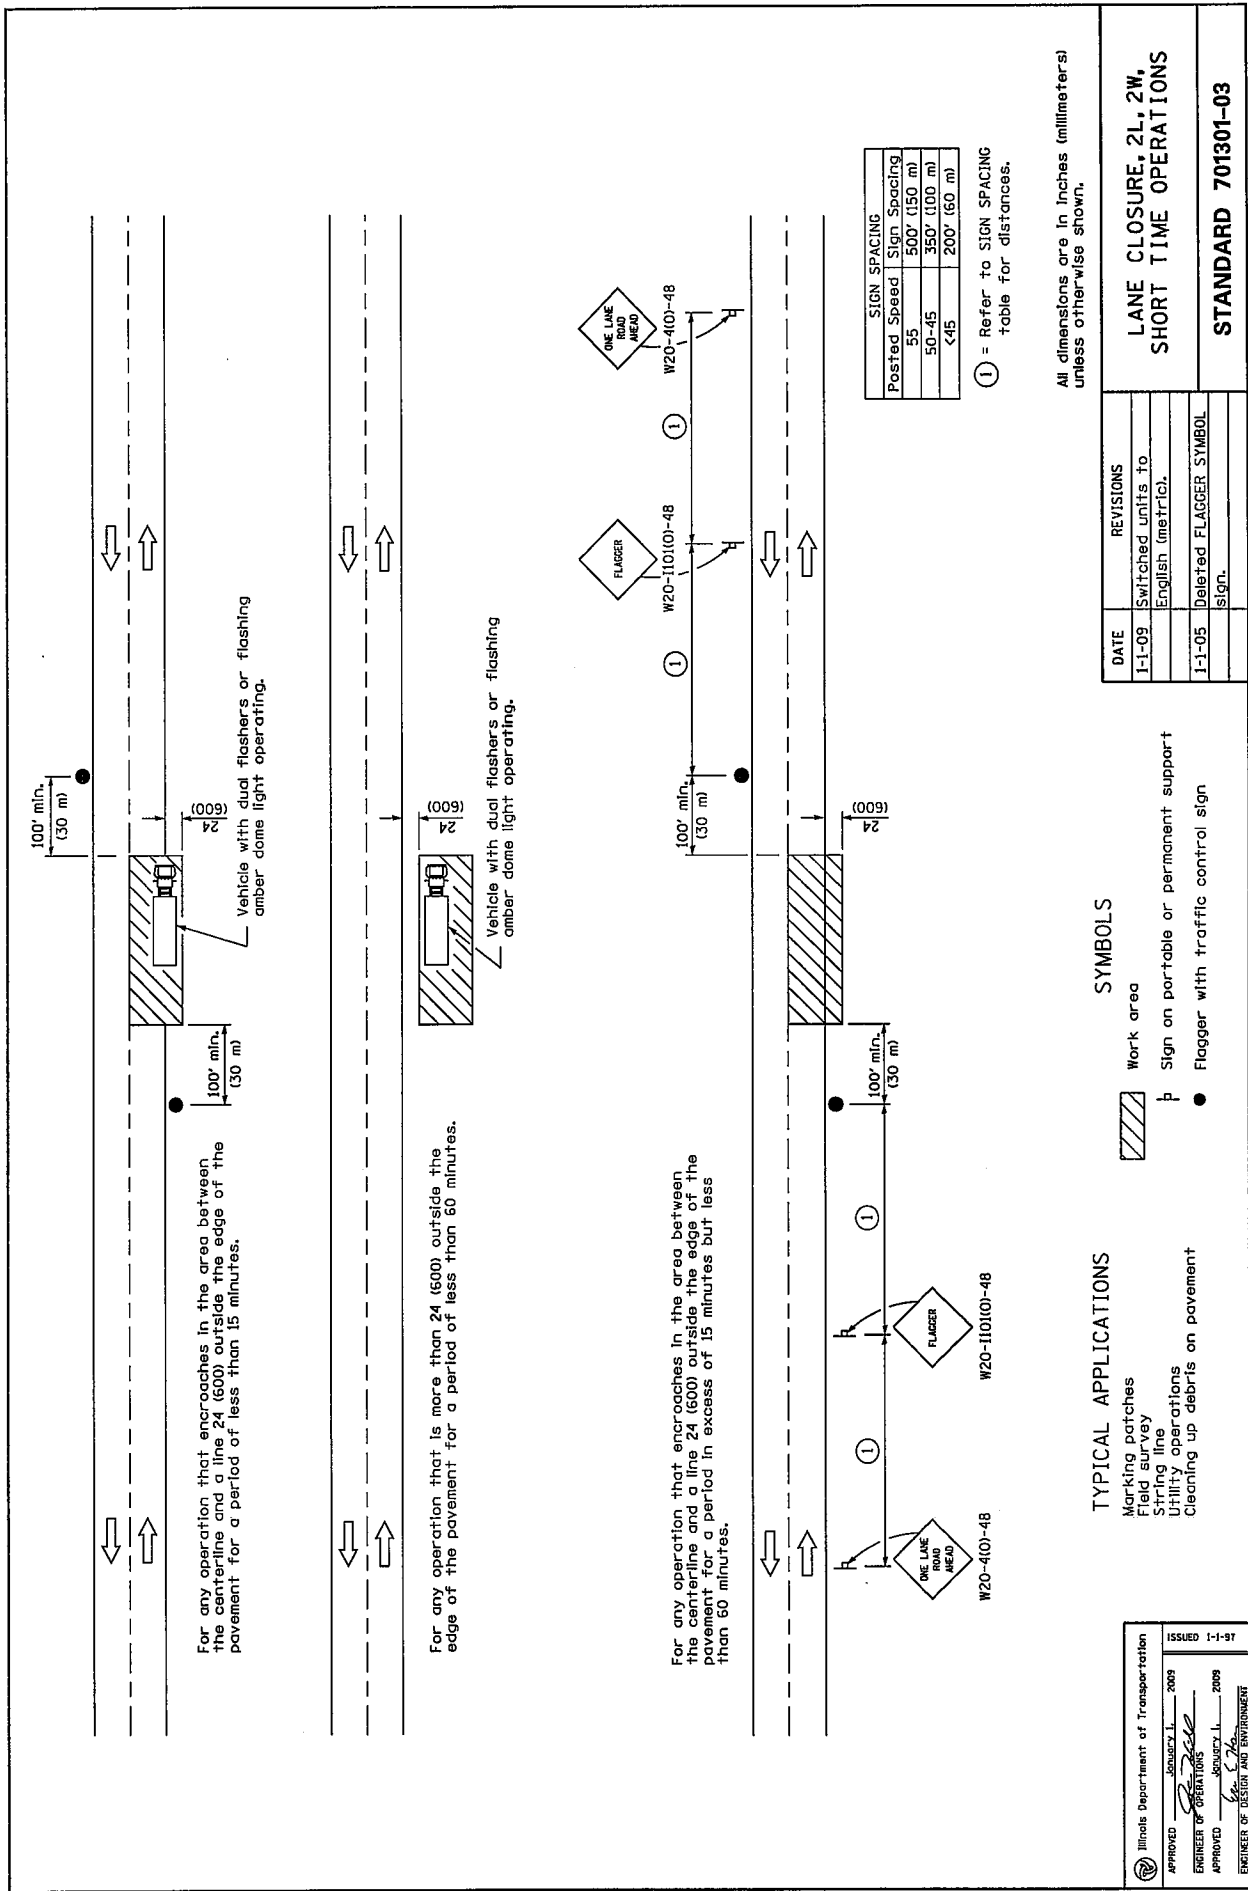 100' min.
(30 m)
24
(600)
Vehicle with dual flashers or flashing
amber dome light operating.
100' min.
(30 m)
For any operation that encroaches in the area between
the centerline and a line 24 (600) outside the edge of the
pavement for a period of less than 15 minutes.
24
(600)
Vehicle with dual flashers or flashing
amber dome light operating.
For any operation that is more than 24 (600) outside the
edge of the pavement for a period of less than 60 minutes.
ONE LANE
ROAD
AHEAD
W20-4(O)-48
FLAGGER
W20-I101(O)-48
1
1
100' min.
(30 m)
24
(600)
100' min.
(30 m)
For any operation that encroaches in the area between
the centerline and a line 24 (600) outside the edge of the
pavement for a period in excess of 15 minutes but less
than 60 minutes.
1
1
FLAGGER
W20-I101(O)-48
ONE LANE
ROAD
AHEAD
W20-4(O)-48
SIGN SPACING
Posted Speed Sign Spacing
55 500' (150 m)
50-45 350' (100 m)
<45 200' (60 m)
1 = Refer to SIGN SPACING
table for distances.
TYPICAL APPLICATIONS
Marking patches
Field survey
String line
Utility operations
Cleaning up debris on pavement
SYMBOLS
Work area
Sign on portable or permanent support
Flagger with traffic control sign
All dimensions are in inches (millimeters)
unless otherwise shown.
Illinois Department of Transportation
APPROVED January 1, 2009
ENGINEER OF OPERATIONS
APPROVED January 1, 2009
ENGINEER OF DESIGN AND ENVIRONMENT
ISSUED 1-1-97
DATE REVISIONS
1-1-09 Switched units to
English (metric).
1-1-05 Deleted FLAGGER SYMBOL
sign.
LANE CLOSURE, 2L, 2W,
SHORT TIME OPERATIONS
STANDARD 701301-03